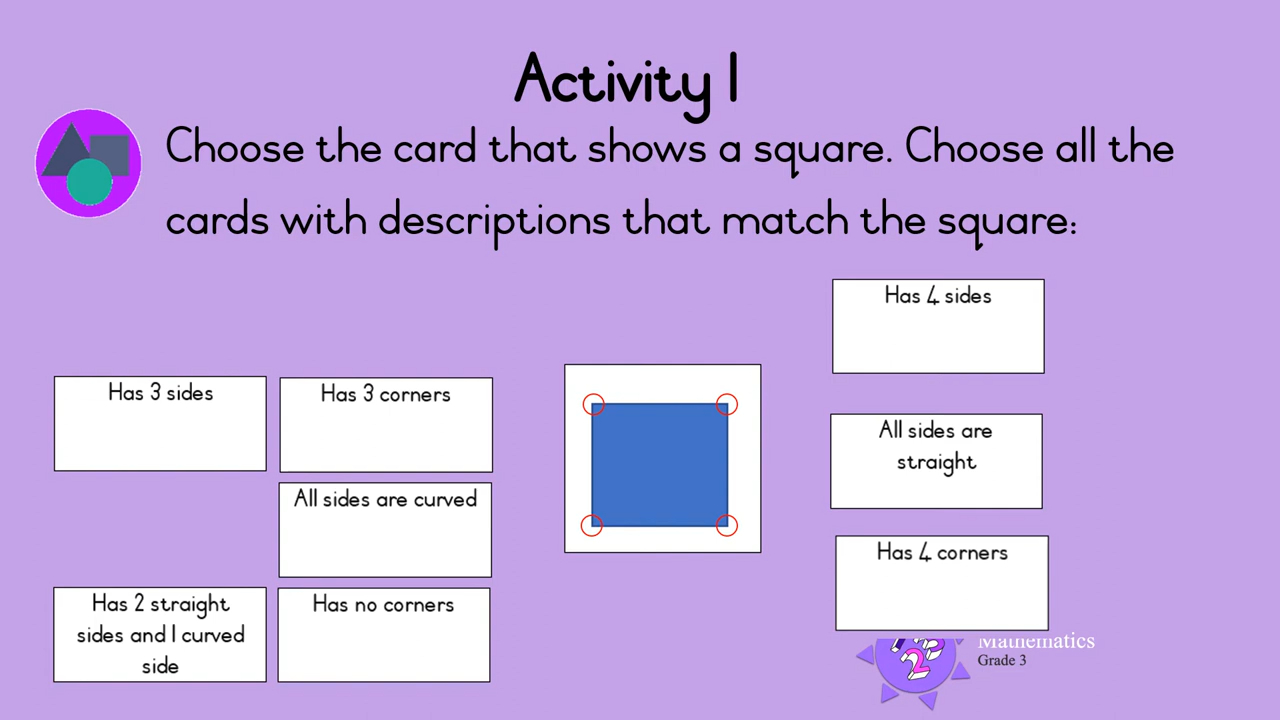 Activity 1
Choose the card that shows a square. Choose all the
cards with descriptions that match the square:
Has 4 sides
Has 3 sides
Has 3 corners
All sides are
straight
All sides are curved
Has 4 corners
Has 2 straight
sides and 1 curved
side
Has no corners
Mathematics
Grade 3